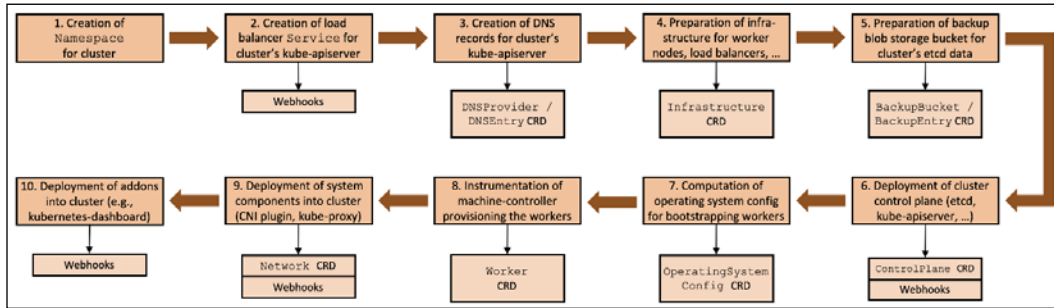 1. Creation of
Namespace
for cluster
2. Creation of load
balancer Service for
cluster's kube-apiserver
3. Creation of DNS
records for cluster's
kube-apiserver
4. Preparation of infra-
structure for worker
nodes, load balancers, ...
5. Preparation of backup
blob storage bucket for
cluster's etcd data
Webhooks
DNSProvider /
DNSEntry CRD
Infrastructure
CRD
BackupBucket /
BackupEntry CRD
10. Deployment of addons
into cluster (e.g.,
kubernetes-dashboard)
9. Deployment of system
components into cluster
(CNI plugin, kube-proxy)
8. Instrumentation of
machine-controller
provisioning the workers
7. Computation of
operating system config
for bootstrapping workers
6. Deployment of cluster
control plane (etcd,
kube-apiserver, ...)
Webhooks
Network CRD
Webhooks
Worker
CRD
OperatingSystem
Config CRD
ControlPlane CRD
Webhooks